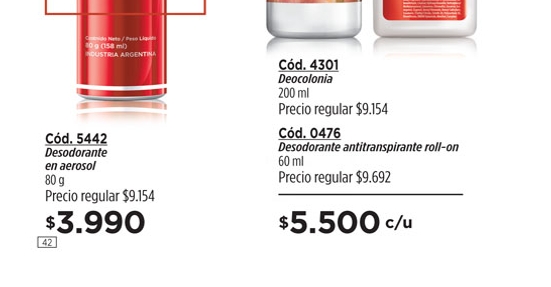 Contenido Neto / Peso Líquido
80 g (158 ml)
INDUSTRIA ARGENTINA
Cód. 5442
Desodorante
en aerosol
80 g
Precio regular $9.154
$3.990
42
Cód. 4301
Deocolonia
200 ml
Precio regular $9.154
Cód. 0476
Desodorante antitranspirante roll-on
60 ml
Precio regular $9.692
$5.500 c/u